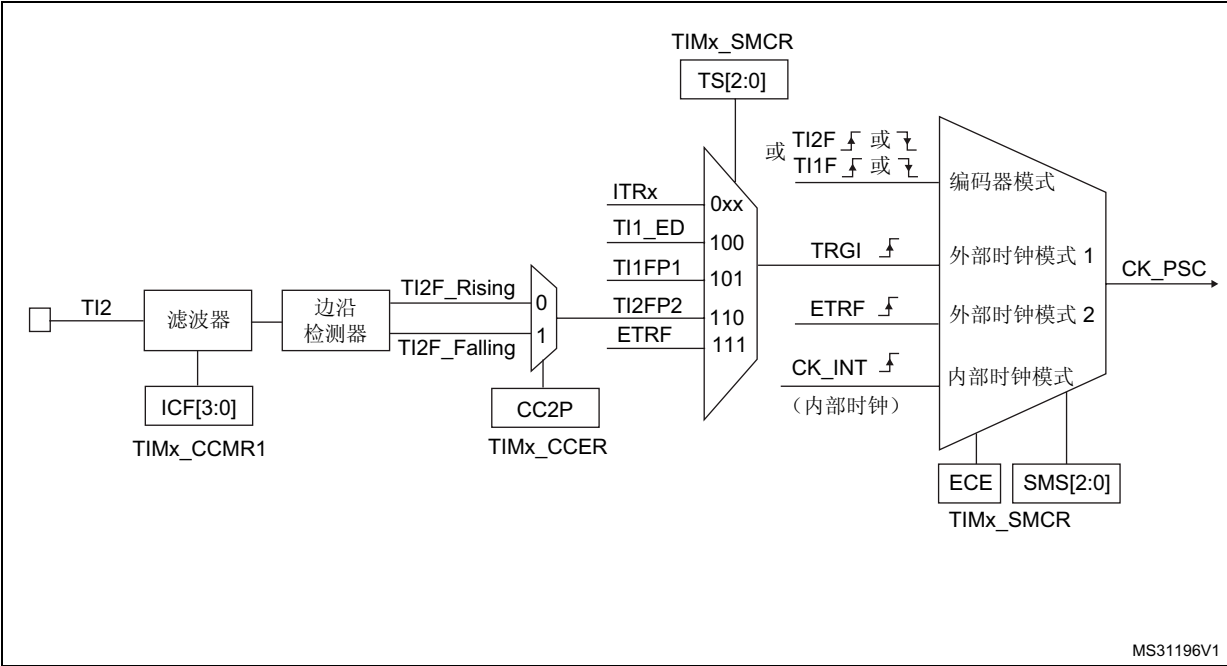 TIMx_SMCR
TS[2:0]
或 TI2F 或
TI1F 或
编码器模式
ITRx
0xx
TI1_ED
100
TRGI
外部时钟模式 1
CK_PSC
TI1FP1
101
TI2
滤波器
边沿
检测器
TI2F_Rising
0
TI2F_Falling
1
TI2FP2
110
ETRF
111
ETRF
外部时钟模式 2
CK_INT
(内部时钟)
内部时钟模式
ICF[3:0]
TIMx_CCMR1
CC2P
TIMx_CCER
ECE
SMS[2:0]
TIMx_SMCR
MS31196V1